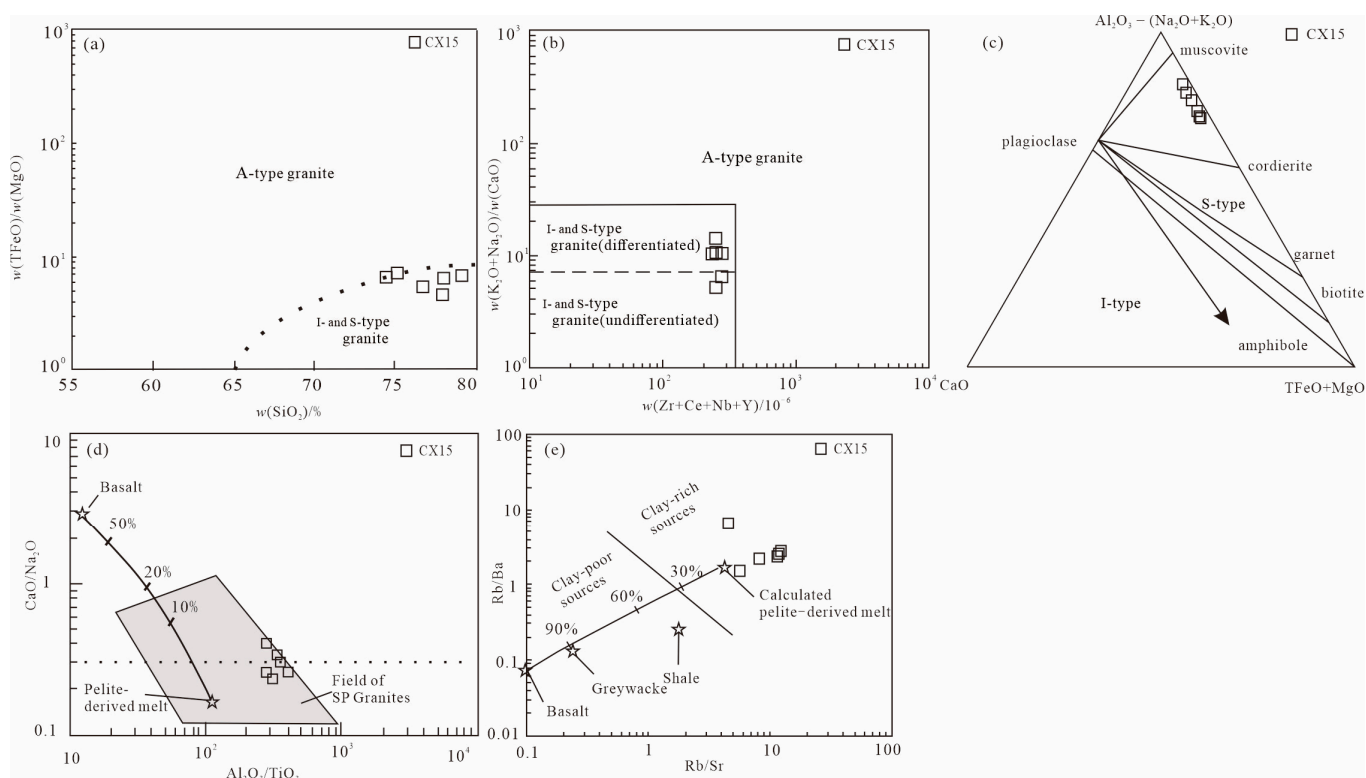 (a)
CX15
10³
10²
10¹
10⁰
w(TFeO)/w(MgO)
A-type granite
I- and S-type
granite
55
60
65
70
75
80
w(SiO₂)/%
(b)
CX15
10³
10²
10¹
10⁰
w(K₂O+Na₂O)/w(CaO)
A-type granite
I- and S-type
granite(differentiated)
I- and S-type
granite(undifferentiated)
10¹
10²
10³
10⁴
w(Zr+Ce+Nb+Y)/10⁻⁶
(c)
Al₂O₃ − (Na₂O+K₂O)
CX15
muscovite
plagioclase
cordierite
S-type
garnet
biotite
I-type
amphibole
CaO
TFeO+MgO
(d)
CX15
10
1
0.1
CaO/Na₂O
Basalt
50%
20%
10%
Pelite-
derived melt
Field of
SP Granites
10
10²
10³
10⁴
Al₂O₃/TiO₂
(e)
CX15
100
10
1
0.1
0.01
Rb/Ba
Clay-rich
sources
Clay-poor
sources
30%
60%
90%
Calculated
pelite−derived melt
Shale
Greywacke
Basalt
0.1
1
10
100
Rb/Sr